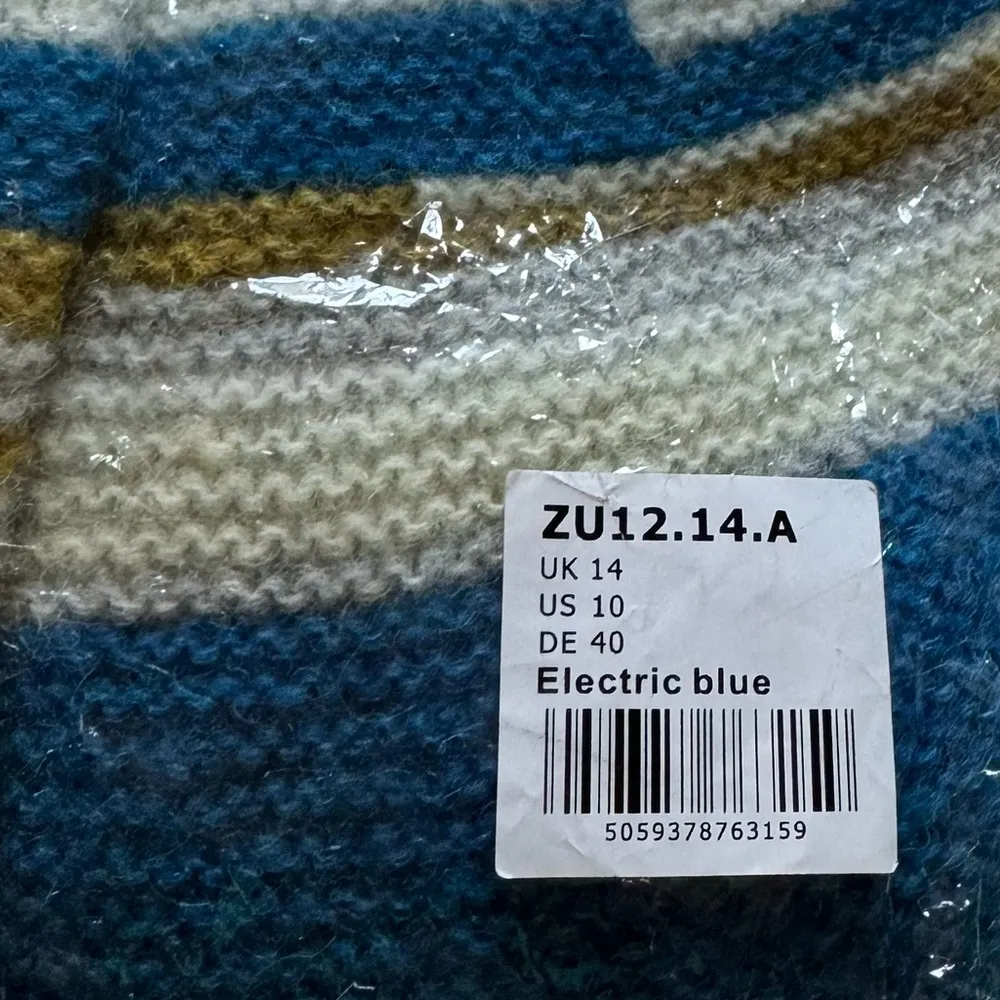 ZU12.14.A
UK 14
US 10
DE 40
Electric blue
5059378763159